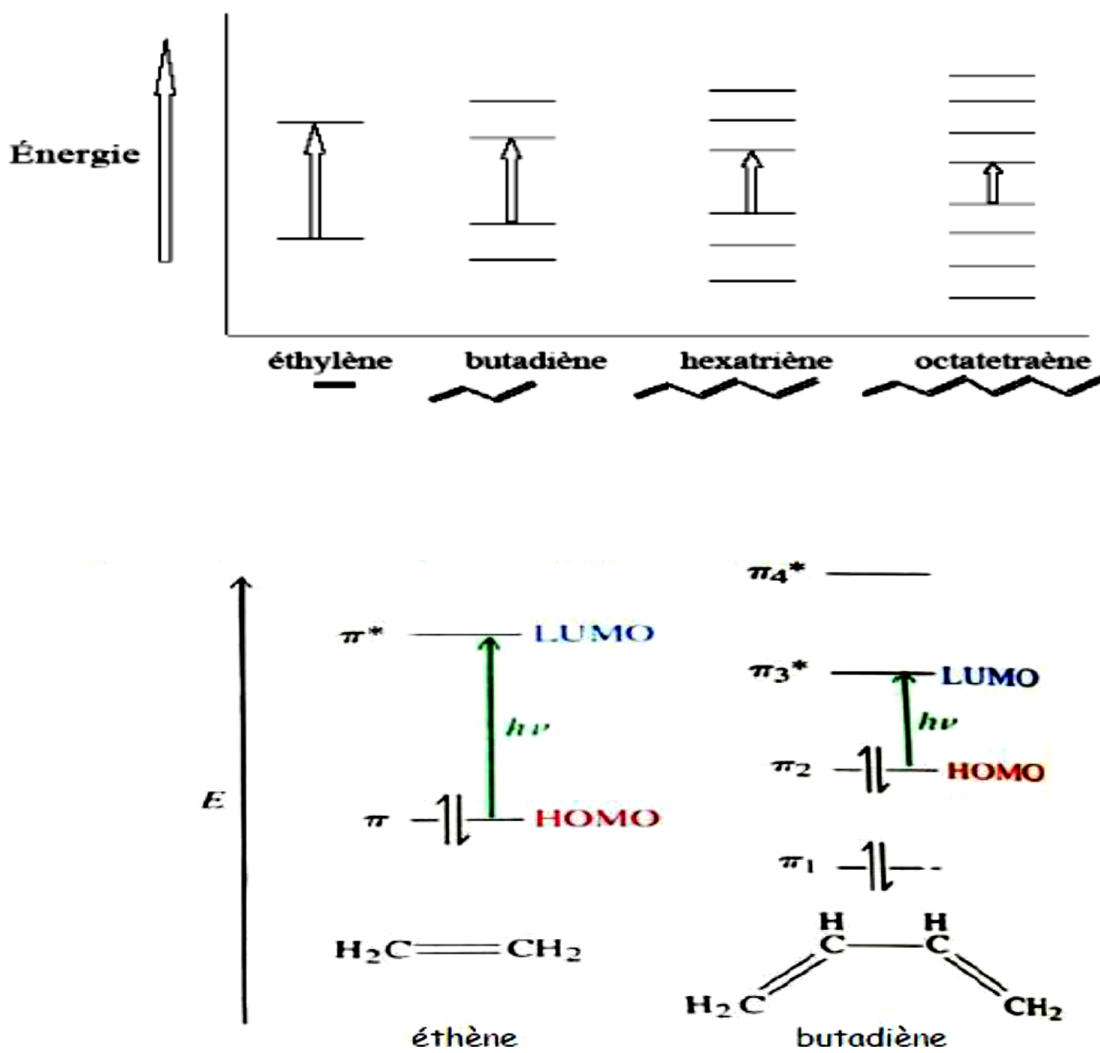 Énergie
éthylène butadiène hexatriène octatetraène
E
π* LUMO
hν
π HOMO
H₂C CH₂
éthène
π₄*
π₃* LUMO
hν
π₂ HOMO
π₁
H H
C C
H₂C CH₂
butadiène